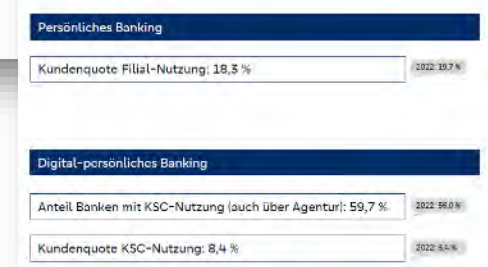 Persönliches Banking
Kundenquote Filial-Nutzung: 18,3 %
2022: 19,7 %
Digital-persönliches Banking
Anteil Banken mit KSC-Nutzung (auch über Agentur): 59,7 %
2022: 56,0 %
Kundenquote KSC-Nutzung: 8,4 %
2022: